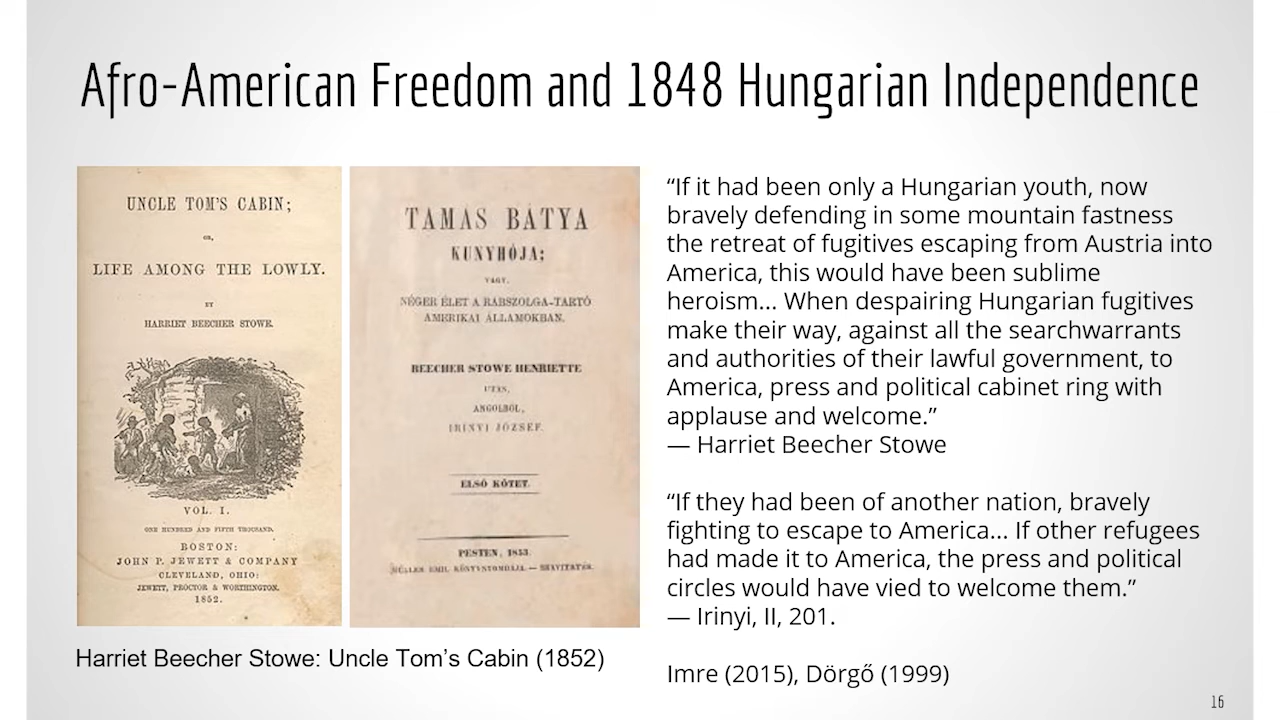 Afro-American Freedom and 1848 Hungarian Independence
UNCLE TOM'S CABIN;
OR,
LIFE AMONG THE LOWLY.
BY
HARRIET BEECHER STOWE.
VOL. I.
ONE HUNDRED AND FIFTH THOUSAND.
BOSTON:
JOHN P. JEWETT & COMPANY
CLEVELAND, OHIO:
JEWETT, PROCTOR & WORTHINGTON.
1852.
TAMÁS BÁTYA
KUNYHÓJA;
VAGY,
NÉGER ÉLET A RABSZOLGA-TARTÓ
AMERIKAI ÁLLAMOKBAN.
BEECHER STOWE HENRIETTE
UTÁN,
ANGOLBÓL,
IRINYI JÓZSEF.
ELSŐ KÖTET.
PESTEN, 1853.
MÜLLER EMIL KÖNYVNYOMDÁJA.
Harriet Beecher Stowe: Uncle Tom's Cabin (1852)
“If it had been only a Hungarian youth, now
bravely defending in some mountain fastness
the retreat of fugitives escaping from Austria into
America, this would have been sublime
heroism... When despairing Hungarian fugitives
make their way, against all the searchwarrants
and authorities of their lawful government, to
America, press and political cabinet ring with
applause and welcome.”
— Harriet Beecher Stowe
“If they had been of another nation, bravely
fighting to escape to America... If other refugees
had made it to America, the press and political
circles would have vied to welcome them.”
— Irinyi, II, 201.
Imre (2015), Dörgő (1999)
16